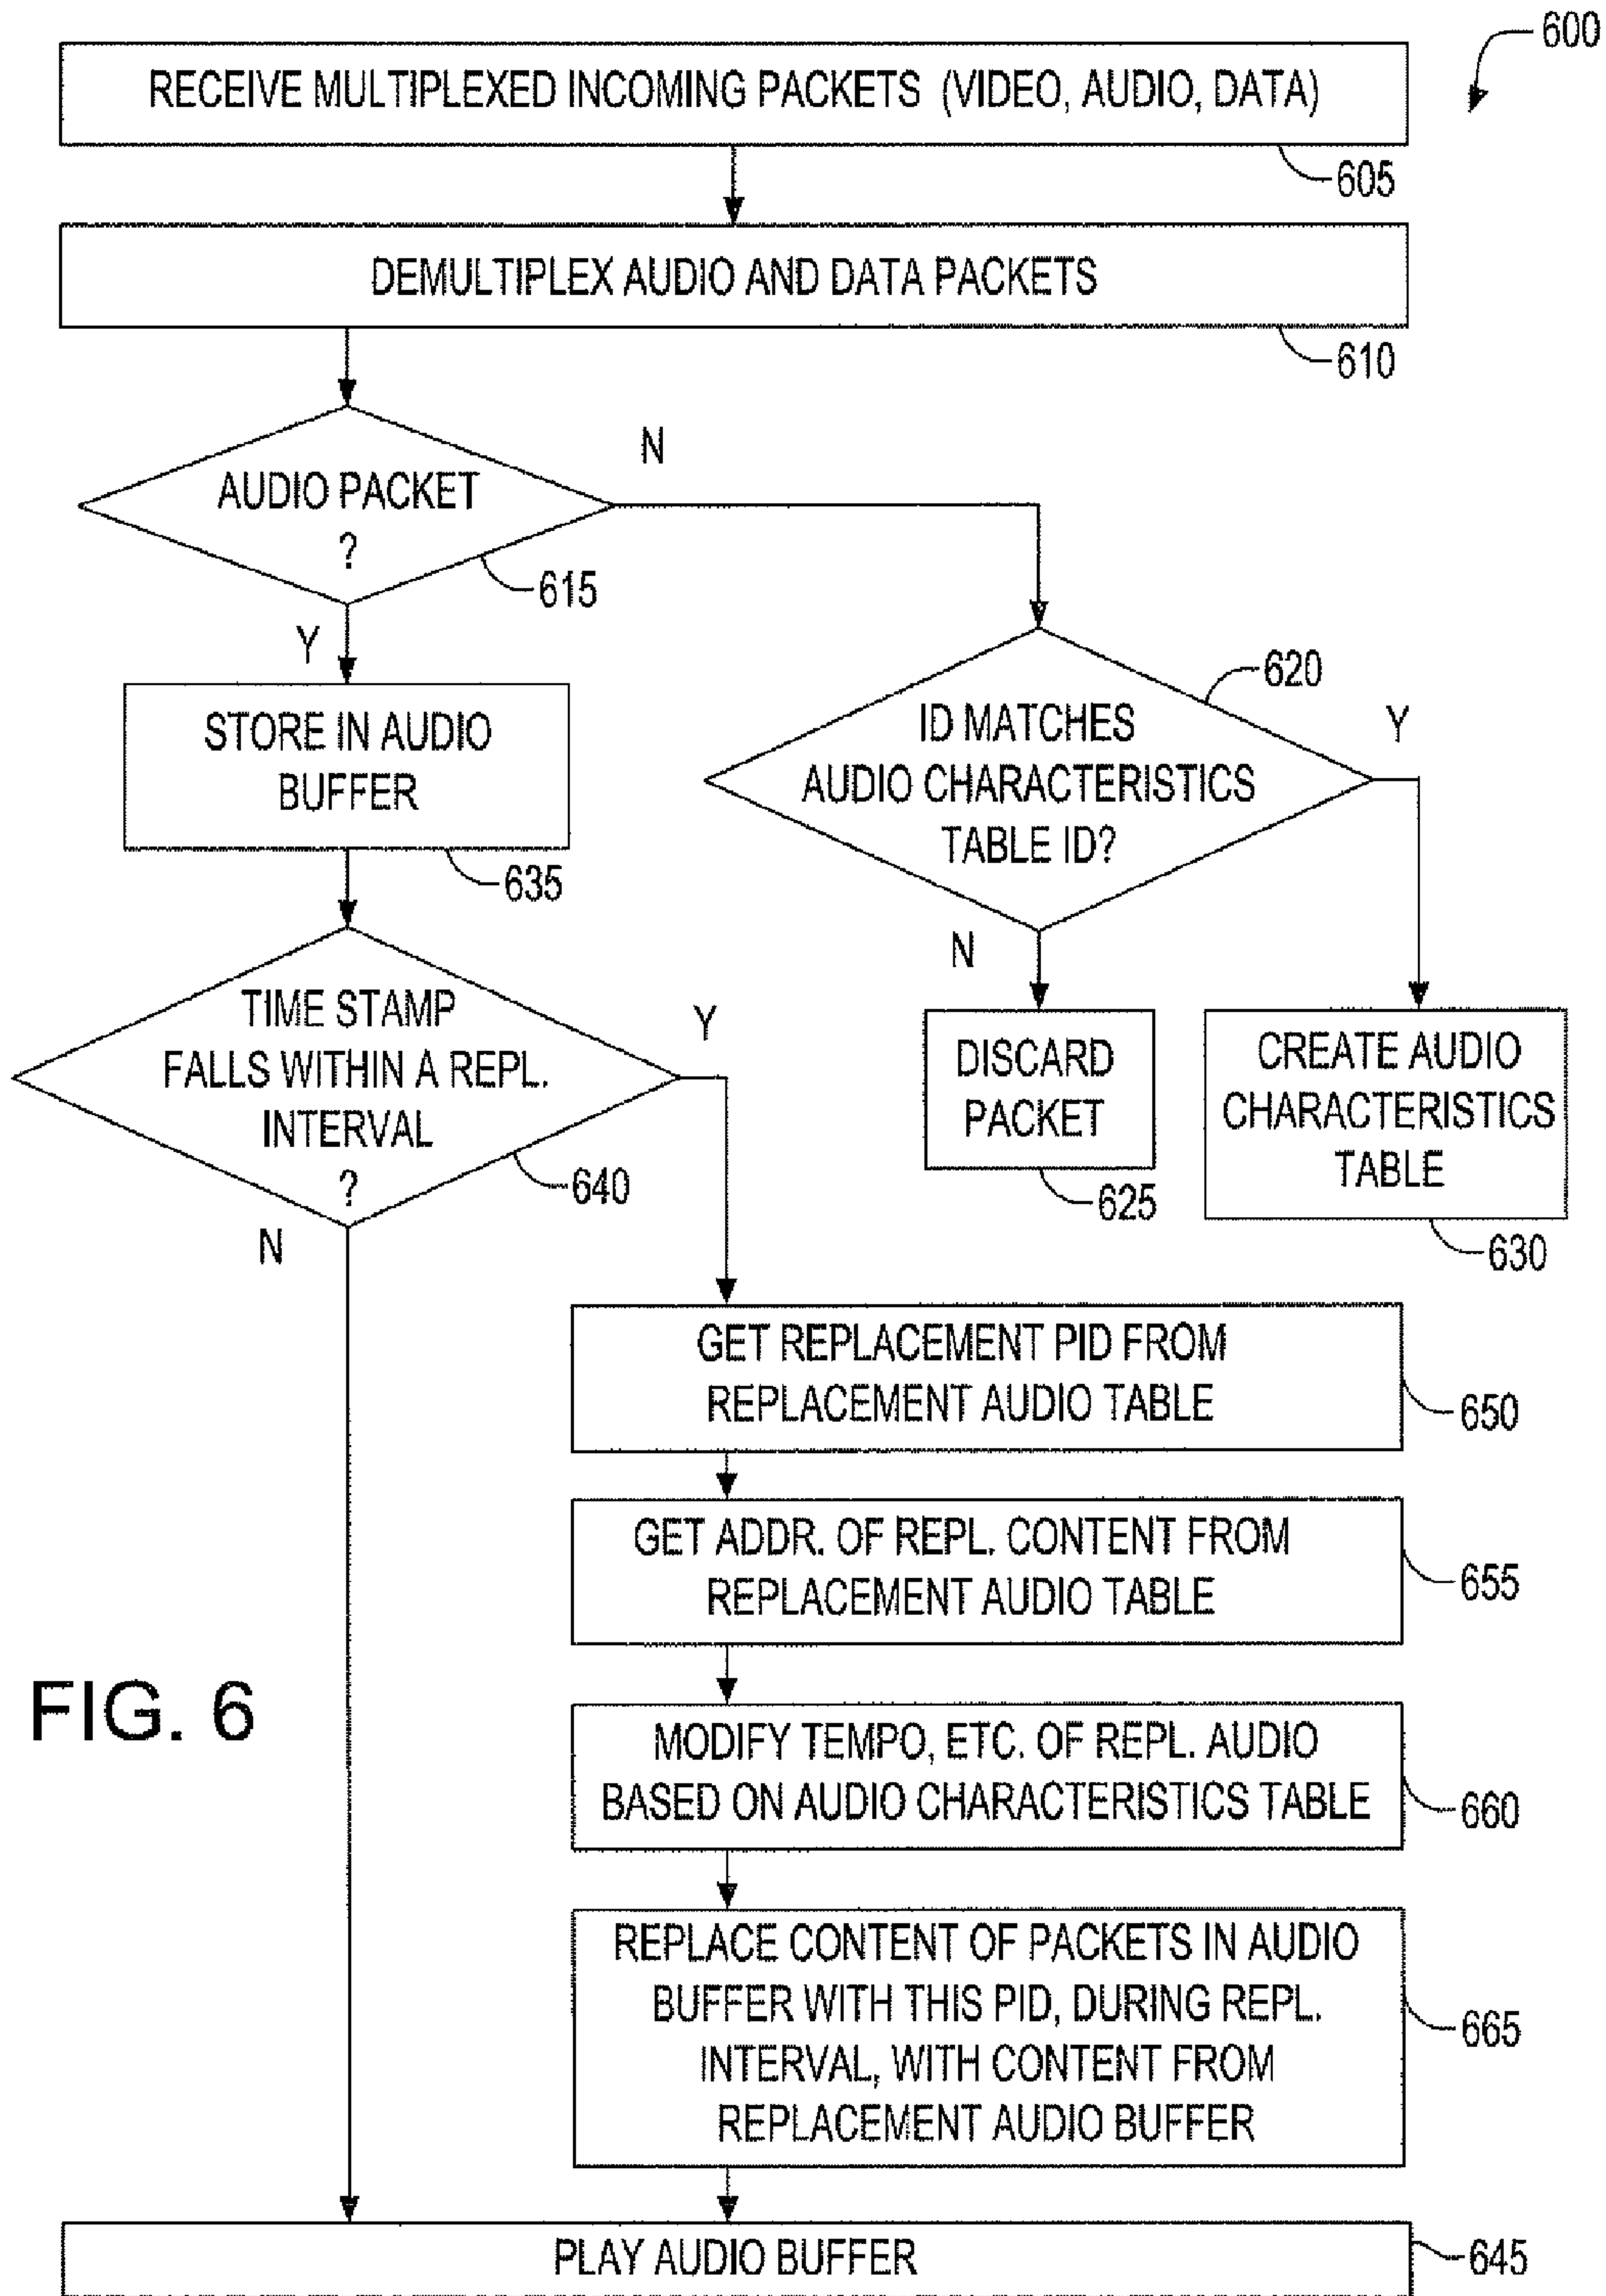 600
RECEIVE MULTIPLEXED INCOMING PACKETS (VIDEO, AUDIO, DATA)
605
DEMULTIPLEX AUDIO AND DATA PACKETS
610
AUDIO PACKET
?
N
615
Y
STORE IN AUDIO
BUFFER
635
620
ID MATCHES
AUDIO CHARACTERISTICS
TABLE ID?
Y
N
TIME STAMP
FALLS WITHIN A REPL.
INTERVAL
?
Y
640
N
DISCARD
PACKET
625
CREATE AUDIO
CHARACTERISTICS
TABLE
630
GET REPLACEMENT PID FROM
REPLACEMENT AUDIO TABLE
650
GET ADDR. OF REPL. CONTENT FROM
REPLACEMENT AUDIO TABLE
655
FIG. 6
MODIFY TEMPO, ETC. OF REPL. AUDIO
BASED ON AUDIO CHARACTERISTICS TABLE
660
REPLACE CONTENT OF PACKETS IN AUDIO
BUFFER WITH THIS PID, DURING REPL.
INTERVAL, WITH CONTENT FROM
REPLACEMENT AUDIO BUFFER
665
PLAY AUDIO BUFFER
645